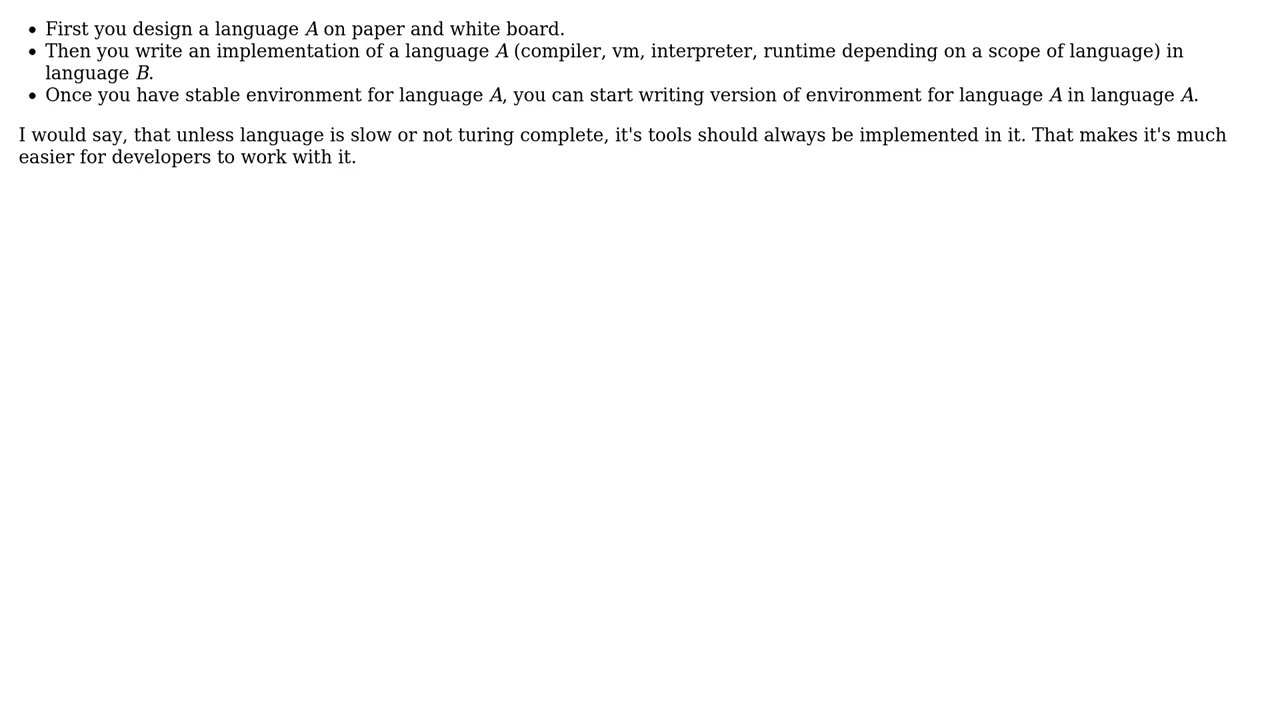 First you design a language A on paper and white board.
Then you write an implementation of a language A (compiler, vm, interpreter, runtime depending on a scope of language) in
language B.
Once you have stable environment for language A, you can start writing version of environment for language A in language A.
I would say, that unless language is slow or not turing complete, it's tools should always be implemented in it. That makes it's much
easier for developers to work with it.